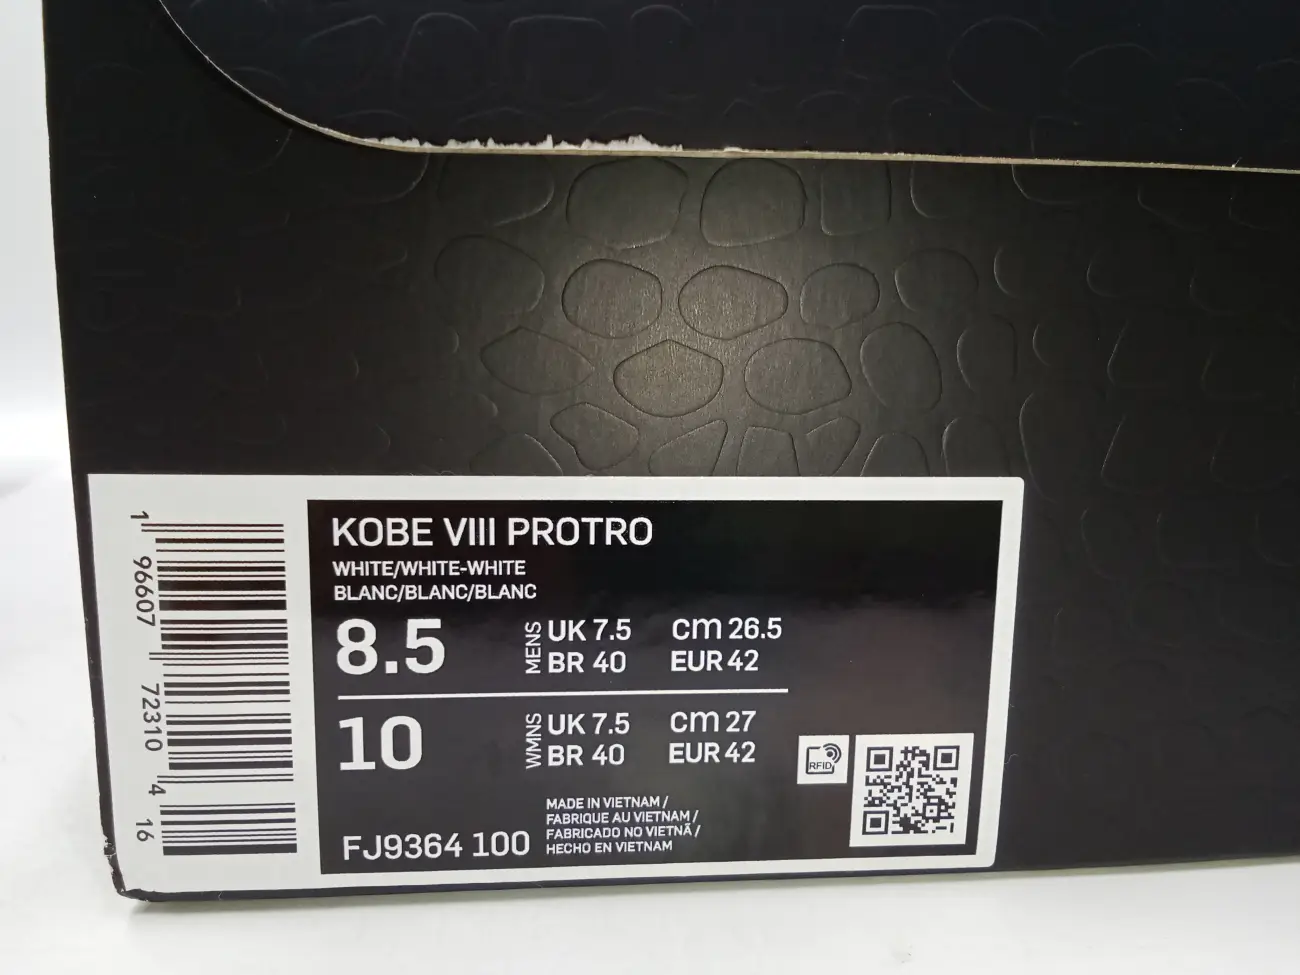 KOBE VIII PROTRO
WHITE/WHITE-WHITE
BLANC/BLANC/BLANC
8.5
MENS
UK 7.5 CM 26.5
BR 40 EUR 42
10
WMNS
UK 7.5 CM 27
BR 40 EUR 42
FJ9364 100
MADE IN VIETNAM /
FABRIQUE AU VIETNAM /
FABRICADO NO VIETNÃ /
HECHO EN VIETNAM
RFID
1 96607 72310 4 16